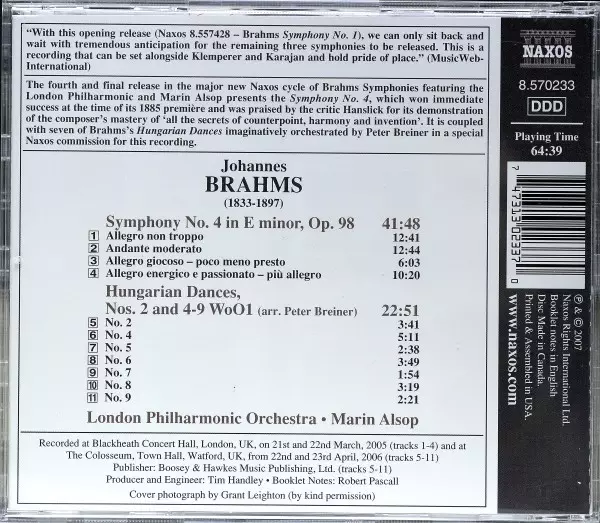 “With this opening release (Naxos 8.557428 – Brahms Symphony No. 1), we can only sit back and
wait with tremendous anticipation for the remaining three symphonies to be released. This is a
recording that can be set alongside Klemperer and Karajan and hold pride of place.” (MusicWeb-
International)
The fourth and final release in the major new Naxos cycle of Brahms Symphonies featuring the
London Philharmonic and Marin Alsop presents the Symphony No. 4, which won immediate
success at the time of its 1885 première and was praised by the critic Hanslick for its demonstration
of the composer’s mastery of ‘all the secrets of counterpoint, harmony and invention’. It is coupled
with seven of Brahms’s Hungarian Dances imaginatively orchestrated by Peter Breiner in a special
Naxos commission for this recording.
Johannes
BRAHMS
(1833-1897)
Symphony No. 4 in E minor, Op. 98 41:48
1 Allegro non troppo 12:41
2 Andante moderato 12:44
3 Allegro giocoso – poco meno presto 6:03
4 Allegro energico e passionato – più allegro 10:20
Hungarian Dances,
Nos. 2 and 4-9 WoO1 (arr. Peter Breiner) 22:51
5 No. 2 3:41
6 No. 4 5:11
7 No. 5 2:38
8 No. 6 3:49
9 No. 7 1:54
10 No. 8 3:19
11 No. 9 2:21
London Philharmonic Orchestra • Marin Alsop
Recorded at Blackheath Concert Hall, London, UK, on 21st and 22nd March, 2005 (tracks 1-4) and at
The Colosseum, Town Hall, Watford, UK, from 22nd and 23rd April, 2006 (tracks 5-11)
Publisher: Boosey & Hawkes Music Publishing, Ltd. (tracks 5-11)
Producer and Engineer: Tim Handley • Booklet Notes: Robert Pascall
Cover photograph by Grant Leighton (by kind permission)
NAXOS
8.570233
DDD
Playing Time
64:39
7 47313 02337 0
℗ & © 2007
Naxos Rights International Ltd.
Booklet notes in English
Disc Made in Canada.
Printed & Assembled in USA.
www.naxos.com